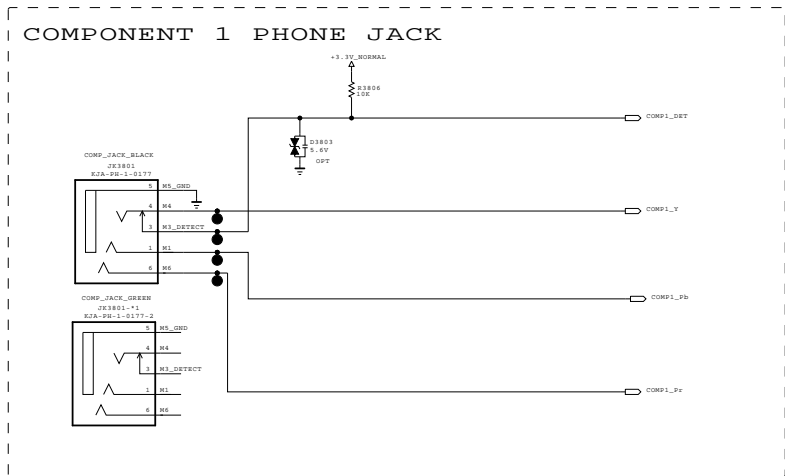 COMPONENT 1 PHONE JACK
+3.3V_NORMAL
R3806
10K
COMP1_DET
D3803
5.6V
OPT
COMP_JACK_BLACK
JK3801
KJA-PH-1-0177
5 M5_GND
4 M4
COMP1_Y
3 M3_DETECT
1 M1
6 M6
COMP1_Pb
COMP_JACK_GREEN
JK3801-*1
KJA-PH-1-0177-2
5 M5_GND
4 M4
3 M3_DETECT
1 M1
COMP1_Pr
6 M6